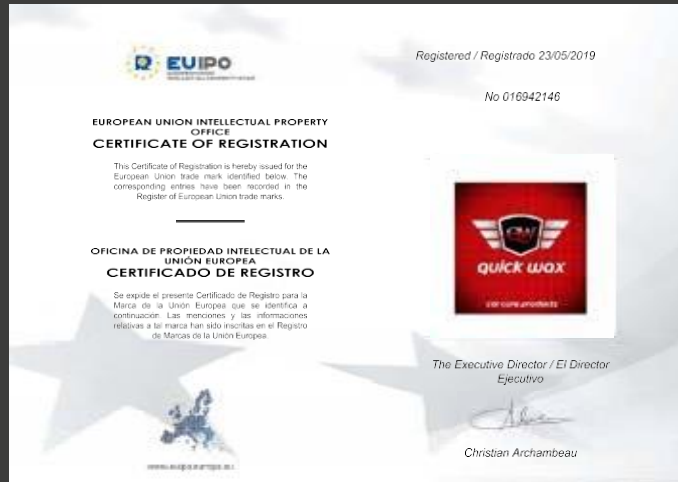 EUIPO
EUROPEAN UNION INTELLECTUAL PROPERTY
OFFICE
CERTIFICATE OF REGISTRATION
This Certificate of Registration is hereby issued for the
European Union trade mark identified below. The
corresponding entries have been recorded in the
Register of European Union trade marks.
OFICINA DE PROPIEDAD INTELECTUAL DE LA
UNIÓN EUROPEA
CERTIFICADO DE REGISTRO
Se expide el presente Certificado de Registro para la
Marca de la Unión Europea que se identifica a
continuación. Las menciones y las informaciones
relativas a tal marca han sido inscritas en el Registro
de Marcas de la Unión Europea.
www.euipo.europa.eu
Registered / Registrado 23/05/2019
No 016942146
QW
quick wax
car care products
The Executive Director / El Director
Ejecutivo
Christian Archambeau